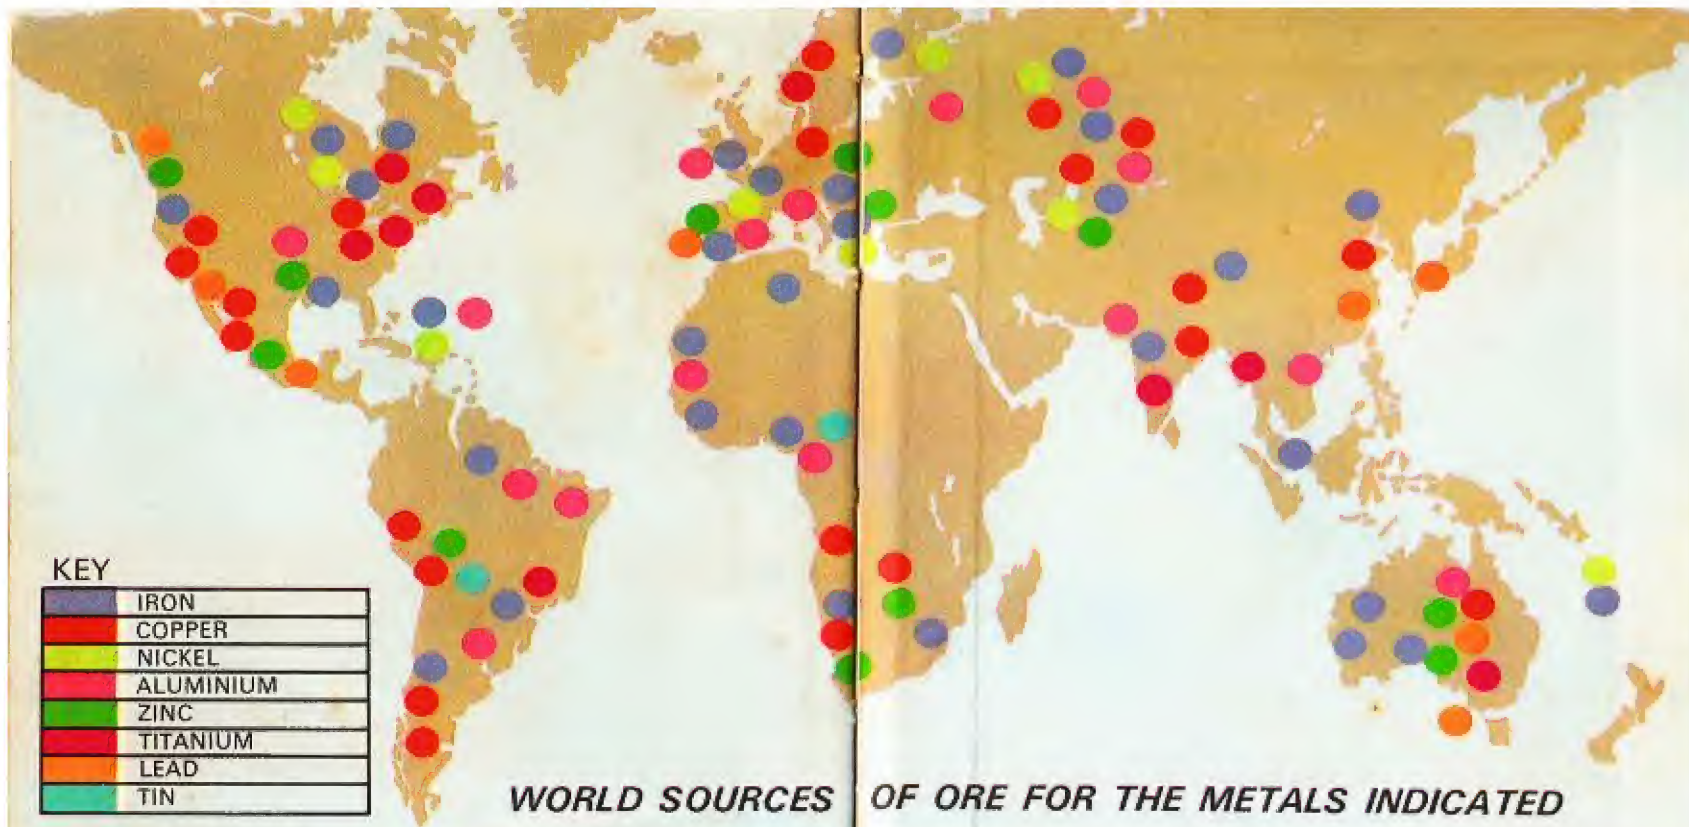 KEY
IRON
COPPER
NICKEL
ALUMINIUM
ZINC
TITANIUM
LEAD
TIN
WORLD SOURCES OF ORE FOR THE METALS INDICATED